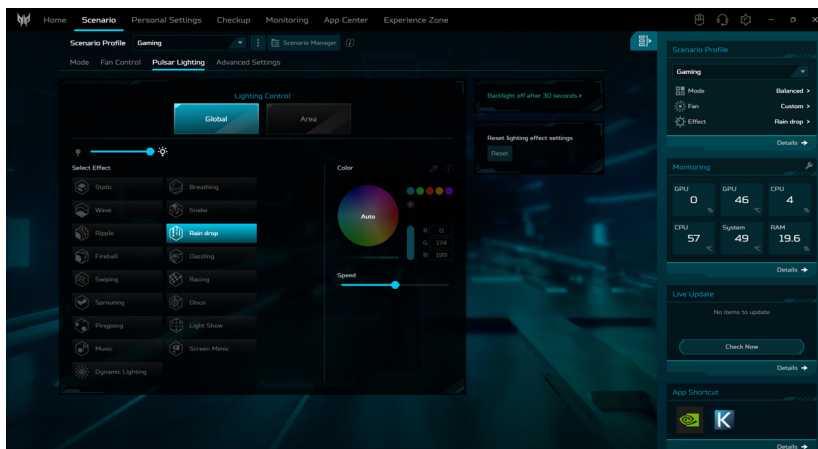 Home Scenario Personal Settings Checkup Monitoring App Center Experience Zone
Scenario Profile Gaming Scenario Manager
Mode Fan Control Pulsar Lighting Advanced Settings
Lighting Control
Global Area
Select Effect
Static Breathing
Wave Snake
Ripple Rain drop
Fireball Dazzling
Swiping Racing
Sprouting Disco
Pingpong Light Show
Music Screen Mimic
Dynamic Lighting
Color
Auto
R 0
G 174
B 199
Speed
Backlight off after 30 seconds >
Reset lighting effect settings
Reset
Scenario Profile
Gaming
Mode Balanced >
Fan Custom >
Effect Rain drop >
Details →
Monitoring
GPU GPU CPU
0 % 46 °C 4 %
CPU System RAM
57 °C 49 °C 19.6 %
Details →
Live Update
No items to update
Check Now
Details →
App Shortcut
K
Details →